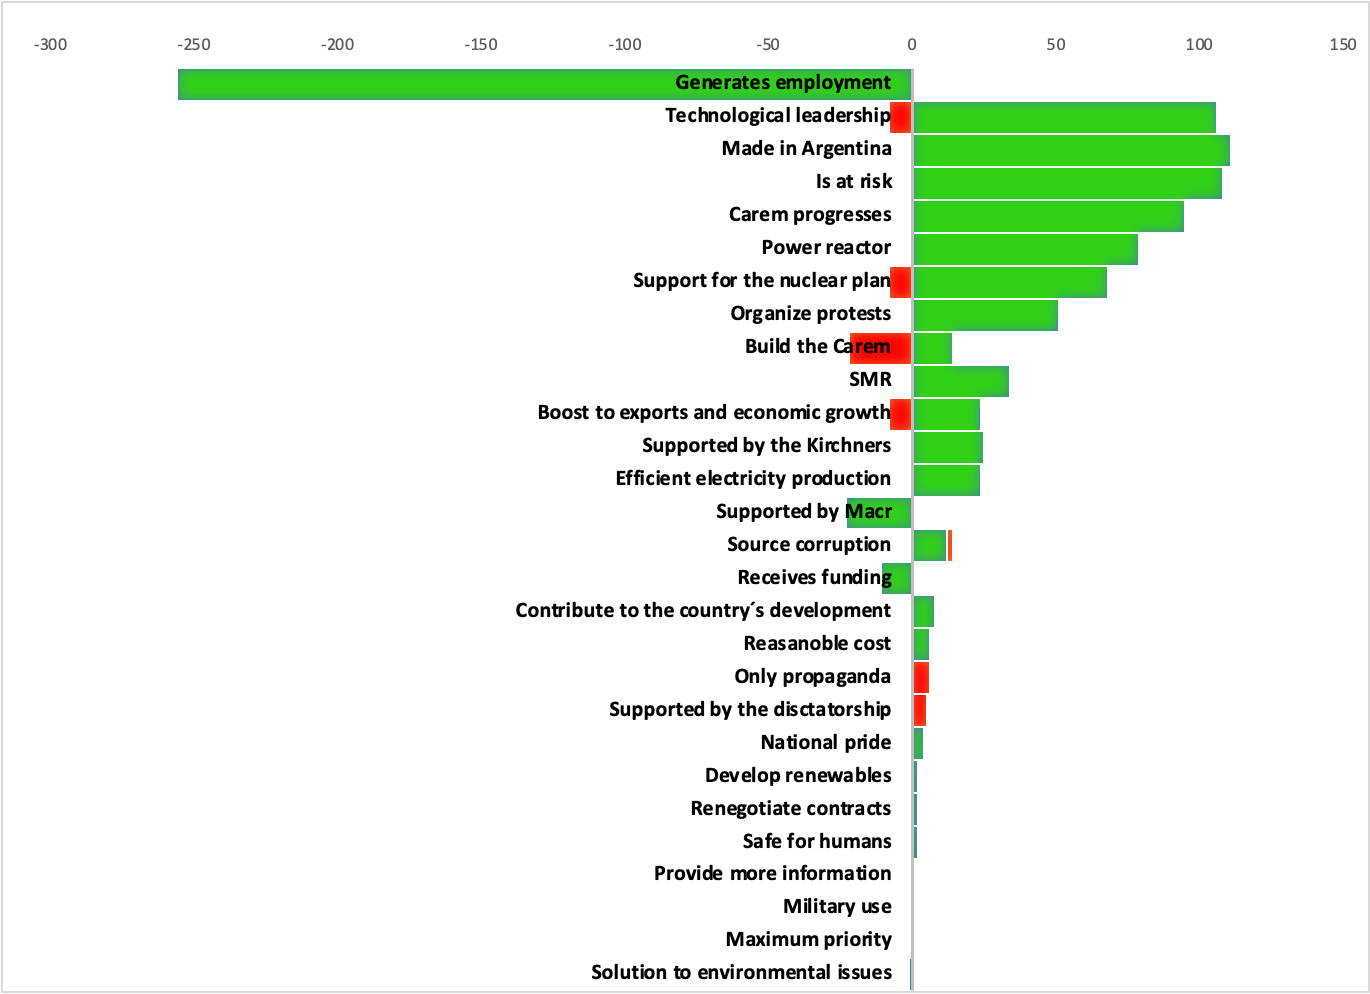 -300 -250 -200 -150 -100 -50 0 50 100 150
Generates employment
Technological leadership
Made in Argentina
Is at risk
Carem progresses
Power reactor
Support for the nuclear plan
Organize protests
Build the Carem
SMR
Boost to exports and economic growth
Supported by the Kirchners
Efficient electricity production
Supported by Macr
Source corruption
Receives funding
Contribute to the country´s development
Reasanoble cost
Only propaganda
Supported by the disctatorship
National pride
Develop renewables
Renegotiate contracts
Safe for humans
Provide more information
Military use
Maximum priority
Solution to environmental issues